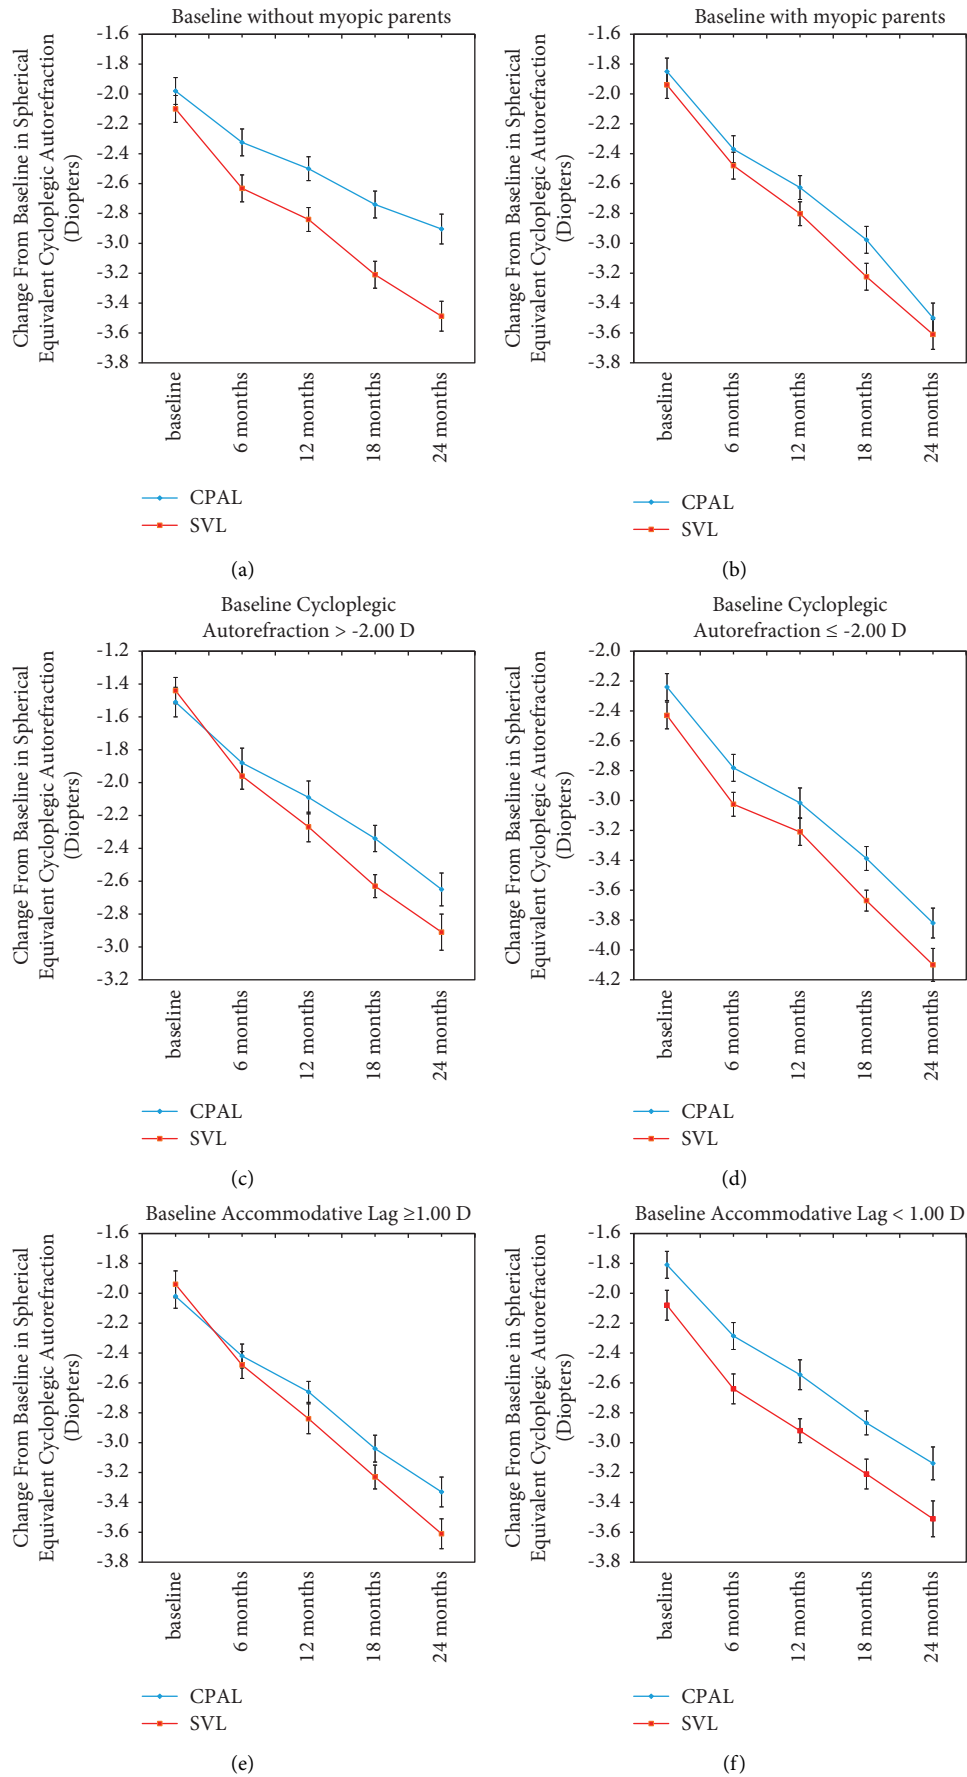 Baseline without myopic parents
Change From Baseline in Spherical
Equivalent Cycloplegic Autorefraction
(Diopters)
-1.6
-1.8
-2.0
-2.2
-2.4
-2.6
-2.8
-3.0
-3.2
-3.4
-3.6
-3.8
baseline
6 months
12 months
18 months
24 months
CPAL
SVL
(a)
Baseline with myopic parents
Change From Baseline in Spherical
Equivalent Cycloplegic Autorefraction
(Diopters)
-1.6
-1.8
-2.0
-2.2
-2.4
-2.6
-2.8
-3.0
-3.2
-3.4
-3.6
-3.8
baseline
6 months
12 months
18 months
24 months
CPAL
SVL
(b)
Baseline Cycloplegic
Autorefraction > -2.00 D
Change From Baseline in Spherical
Equivalent Cycloplegic Autorefraction
(Diopters)
-1.2
-1.4
-1.6
-1.8
-2.0
-2.2
-2.4
-2.6
-2.8
-3.0
-3.2
baseline
6 months
12 months
18 months
24 months
CPAL
SVL
(c)
Baseline Cycloplegic
Autorefraction ≤ -2.00 D
Change From Baseline in Spherical
Equivalent Cycloplegic Autorefraction
(Diopters)
-2.0
-2.2
-2.4
-2.6
-2.8
-3.0
-3.2
-3.4
-3.6
-3.8
-4.0
-4.2
baseline
6 months
12 months
18 months
24 months
CPAL
SVL
(d)
Baseline Accommodative Lag ≥1.00 D
Change From Baseline in Spherical
Equivalent Cycloplegic Autorefraction
(Diopters)
-1.6
-1.8
-2.0
-2.2
-2.4
-2.6
-2.8
-3.0
-3.2
-3.4
-3.6
-3.8
baseline
6 months
12 months
18 months
24 months
CPAL
SVL
(e)
Baseline Accommodative Lag < 1.00 D
Change From Baseline in Spherical
Equivalent Cycloplegic Autorefraction
(Diopters)
-1.6
-1.8
-2.0
-2.2
-2.4
-2.6
-2.8
-3.0
-3.2
-3.4
-3.6
-3.8
baseline
6 months
12 months
18 months
24 months
CPAL
SVL
(f)